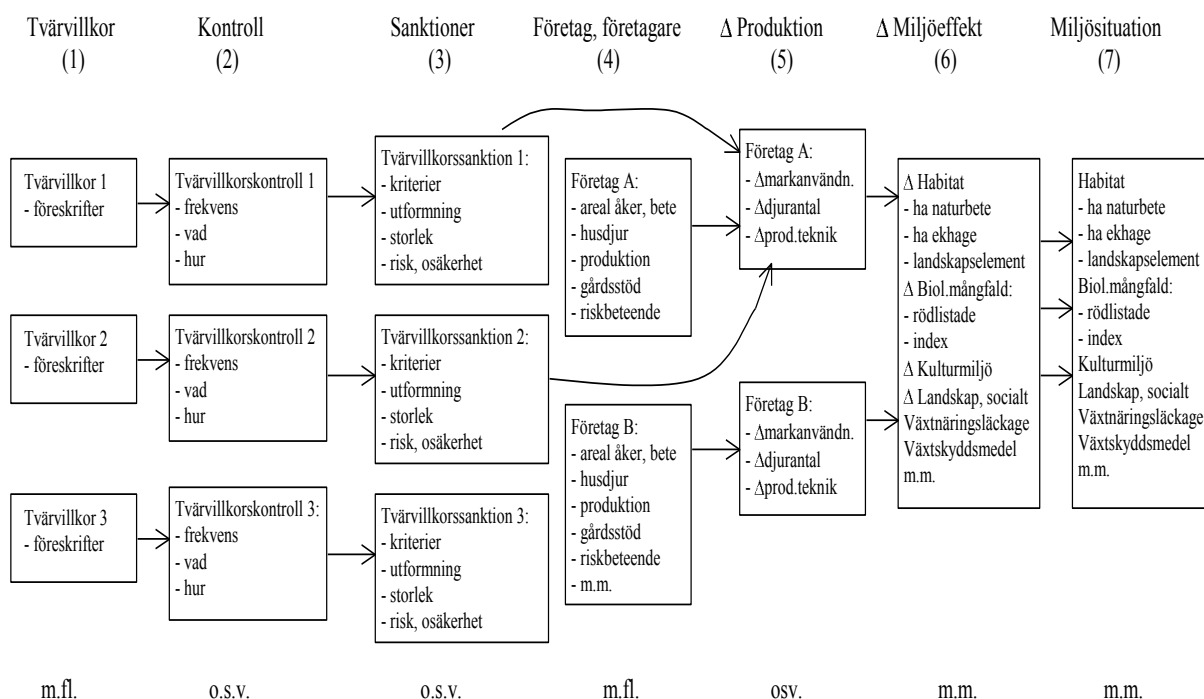 Tvärvillkor
(1)
Kontroll
(2)
Sanktioner
(3)
Företag, företagare
(4)
Δ Produktion
(5)
Δ Miljöeffekt
(6)
Miljösituation
(7)
Tvärvillkor 1
- föreskrifter
Tvärvillkor 2
- föreskrifter
Tvärvillkor 3
- föreskrifter
Tvärvillkorskontroll 1
- frekvens
- vad
- hur
Tvärvillkorskontroll 2
- frekvens
- vad
- hur
Tvärvillkorskontroll 3:
- frekvens
- vad
- hur
Tvärvillkorssanktion 1:
- kriterier
- utformning
- storlek
- risk, osäkerhet
Tvärvillkorssanktion 2:
- kriterier
- utformning
- storlek
- risk, osäkerhet
Tvärvillkorssanktion 3:
- kriterier
- utformning
- storlek
- risk, osäkerhet
Företag A:
- areal åker, bete
- husdjur
- produktion
- gårdsstöd
- riskbeteende
Företag B:
- areal åker, bete
- husdjur
- produktion
- gårdsstöd
- riskbeteende
- m.m.
Företag A:
- Δmarkanvändn.
- Δdjurantal
- Δprod.teknik
Företag B:
- Δmarkanvändn.
- Δdjurantal
- Δprod.teknik
Δ Habitat
- ha naturbete
- ha ekhage
- landskapselement
Δ Biol.mångfald:
- rödlistade
- index
Δ Kulturmiljö
Δ Landskap, socialt
Växtnäringsläckage
Växtskyddsmedel
m.m.
Habitat
- ha naturbete
- ha ekhage
- landskapselement
Biol.mångfald:
- rödlistade
- index
Kulturmiljö
Landskap, socialt
Växtnäringsläckage
Växtskyddsmedel
m.m.
m.fl.
o.s.v.
o.s.v.
m.fl.
osv.
m.m.
m.m.